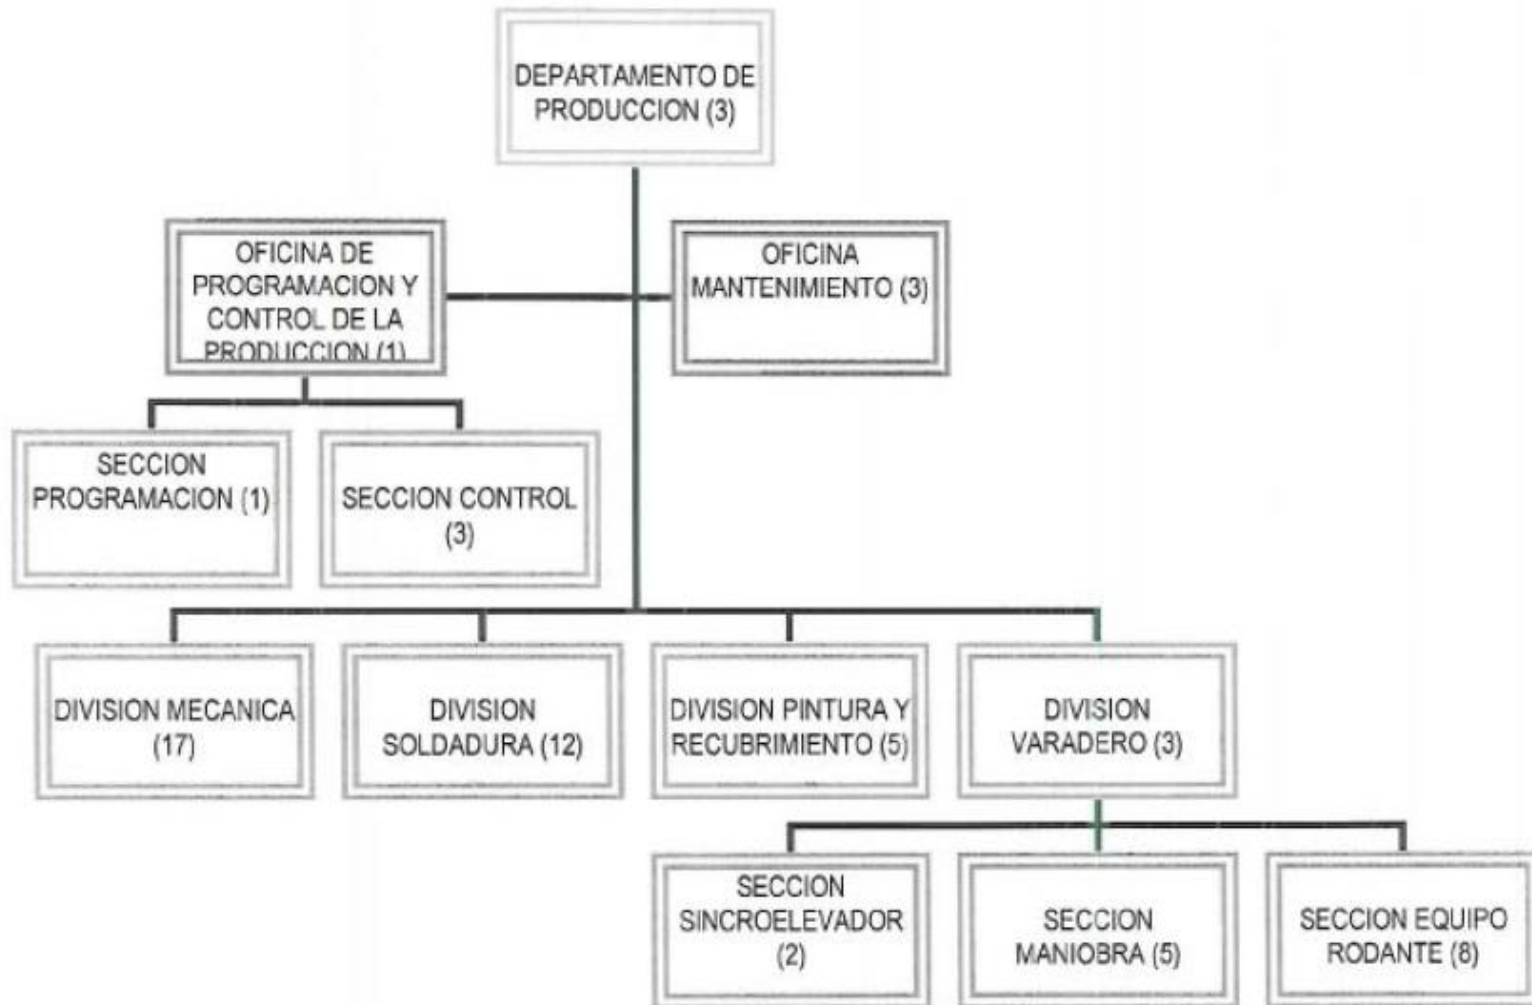 DEPARTAMENTO DE
PRODUCCION (3)
OFICINA DE
PROGRAMACION Y
CONTROL DE LA
PRODUCCION (1)
OFICINA
MANTENIMIENTO (3)
SECCION
PROGRAMACION (1)
SECCION CONTROL
(3)
DIVISION MECANICA
(17)
DIVISION
SOLDADURA (12)
DIVISION PINTURA Y
RECUBRIMIENTO (5)
DIVISION
VARADERO (3)
SECCION
SINCROELEVADOR
(2)
SECCION
MANIOBRA (5)
SECCION EQUIPO
RODANTE (8)